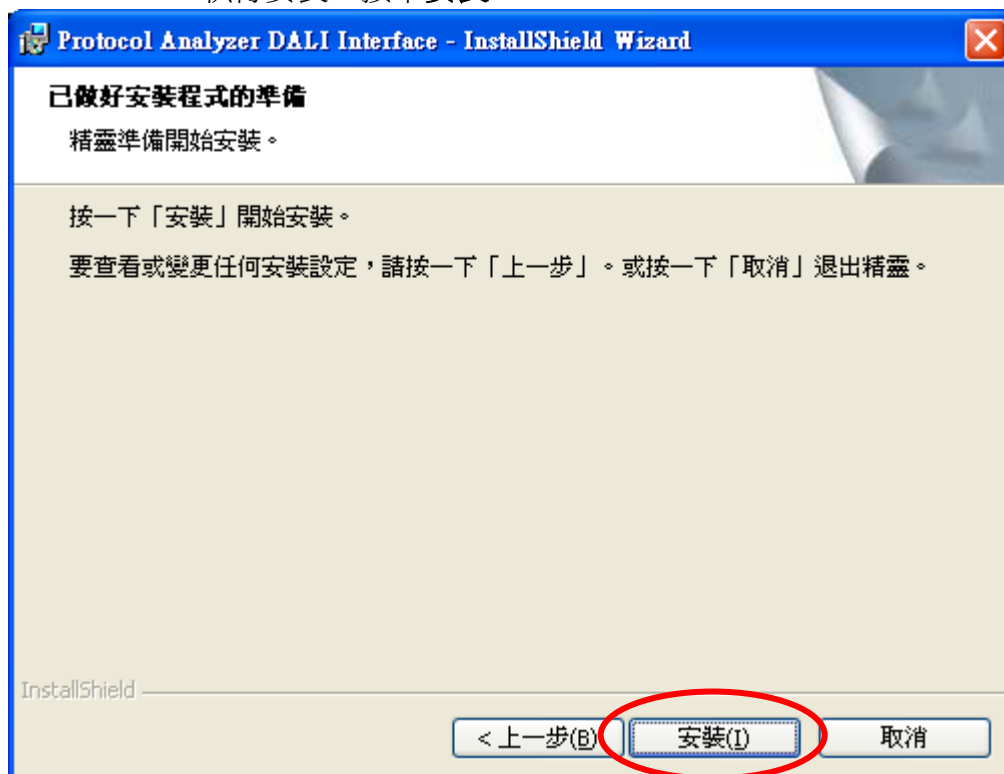 Protocol Analyzer DALI Interface - InstallShield Wizard
已做好安裝程式的準備
精靈準備開始安裝。
按一下「安裝」開始安裝。
要查看或變更任何安裝設定，請按一下「上一步」。或按一下「取消」退出精靈。
InstallShield
< 上一步(B)
安裝(I)
取消